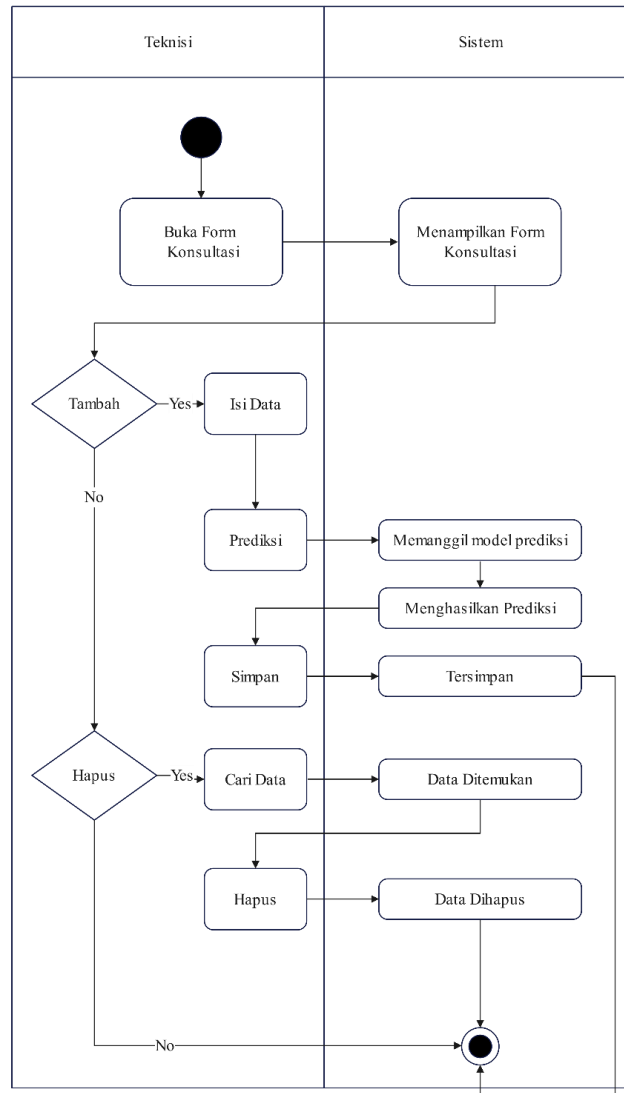 Teknisi
Sistem
Buka Form
Konsultasi
Menampilkan Form
Konsultasi
Tambah
Yes
Isi Data
No
Prediksi
Memanggil model prediksi
Menghasilkan Prediksi
Simpan
Tersimpan
Hapus
Yes
Cari Data
Data Ditemukan
Hapus
Data Dihapus
No